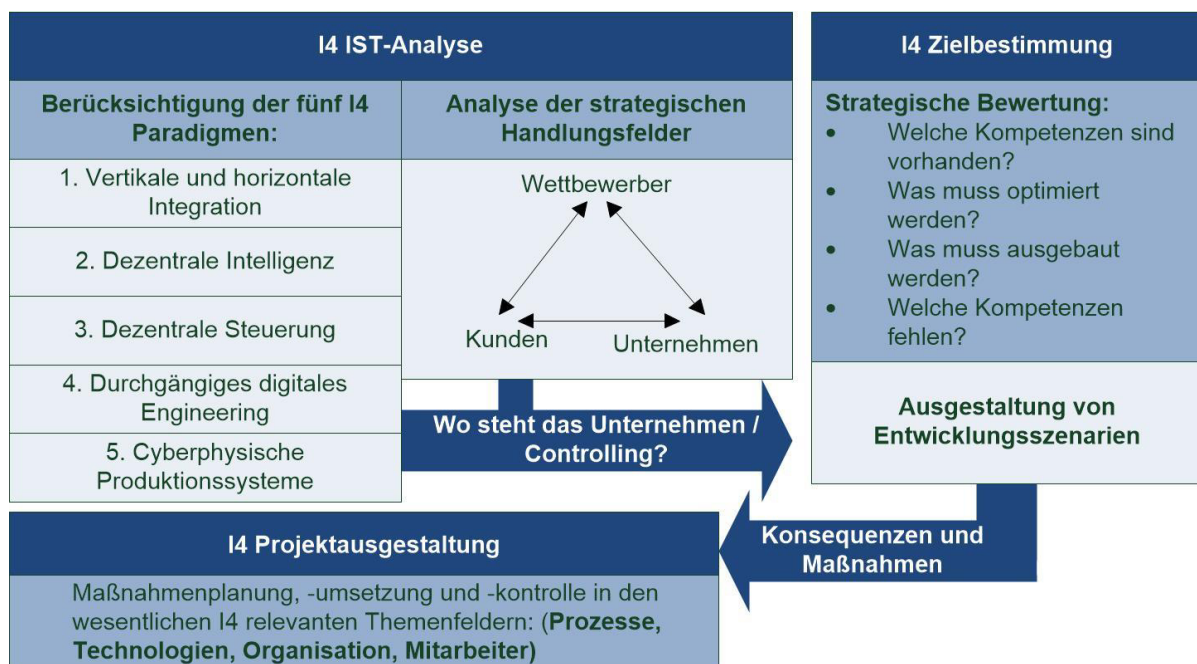 I4 IST-Analyse
Berücksichtigung der fünf I4
Paradigmen:
1. Vertikale und horizontale
Integration
2. Dezentrale Intelligenz
3. Dezentrale Steuerung
4. Durchgängiges digitales
Engineering
5. Cyberphysische
Produktionssysteme
Analyse der strategischen
Handlungsfelder
Wettbewerber
Kunden
Unternehmen
Wo steht das Unternehmen /
Controlling?
I4 Zielbestimmung
Strategische Bewertung:
• Welche Kompetenzen sind
vorhanden?
• Was muss optimiert
werden?
• Was muss ausgebaut
werden?
• Welche Kompetenzen
fehlen?
Ausgestaltung von
Entwicklungsszenarien
Konsequenzen und
Maßnahmen
I4 Projektausgestaltung
Maßnahmenplanung, -umsetzung und -kontrolle in den
wesentlichen I4 relevanten Themenfeldern: (Prozesse,
Technologien, Organisation, Mitarbeiter)